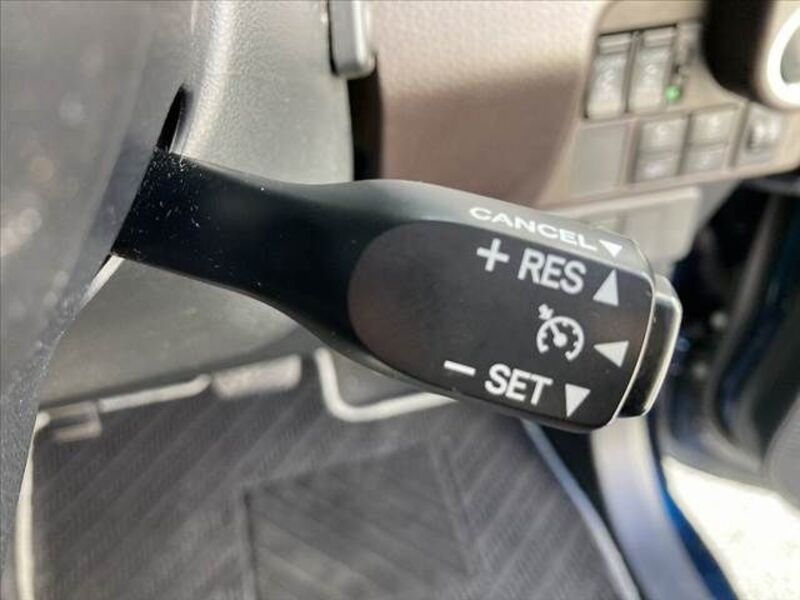 CANCEL▼
+ RES ▲
◀
- SET ▼